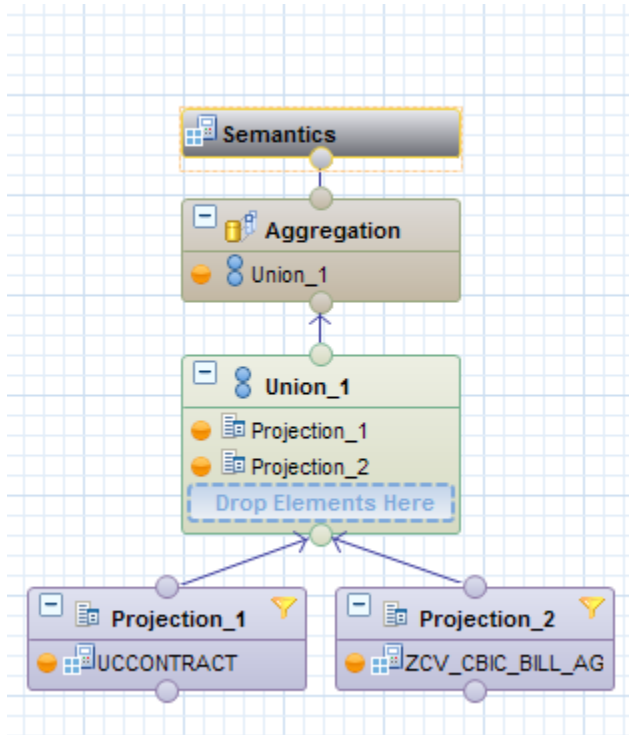 Semantics
Aggregation
Union_1
Union_1
Projection_1
Projection_2
Drop Elements Here
Projection_1
UCCONTRACT
Projection_2
ZCV_CBIC_BILL_AG